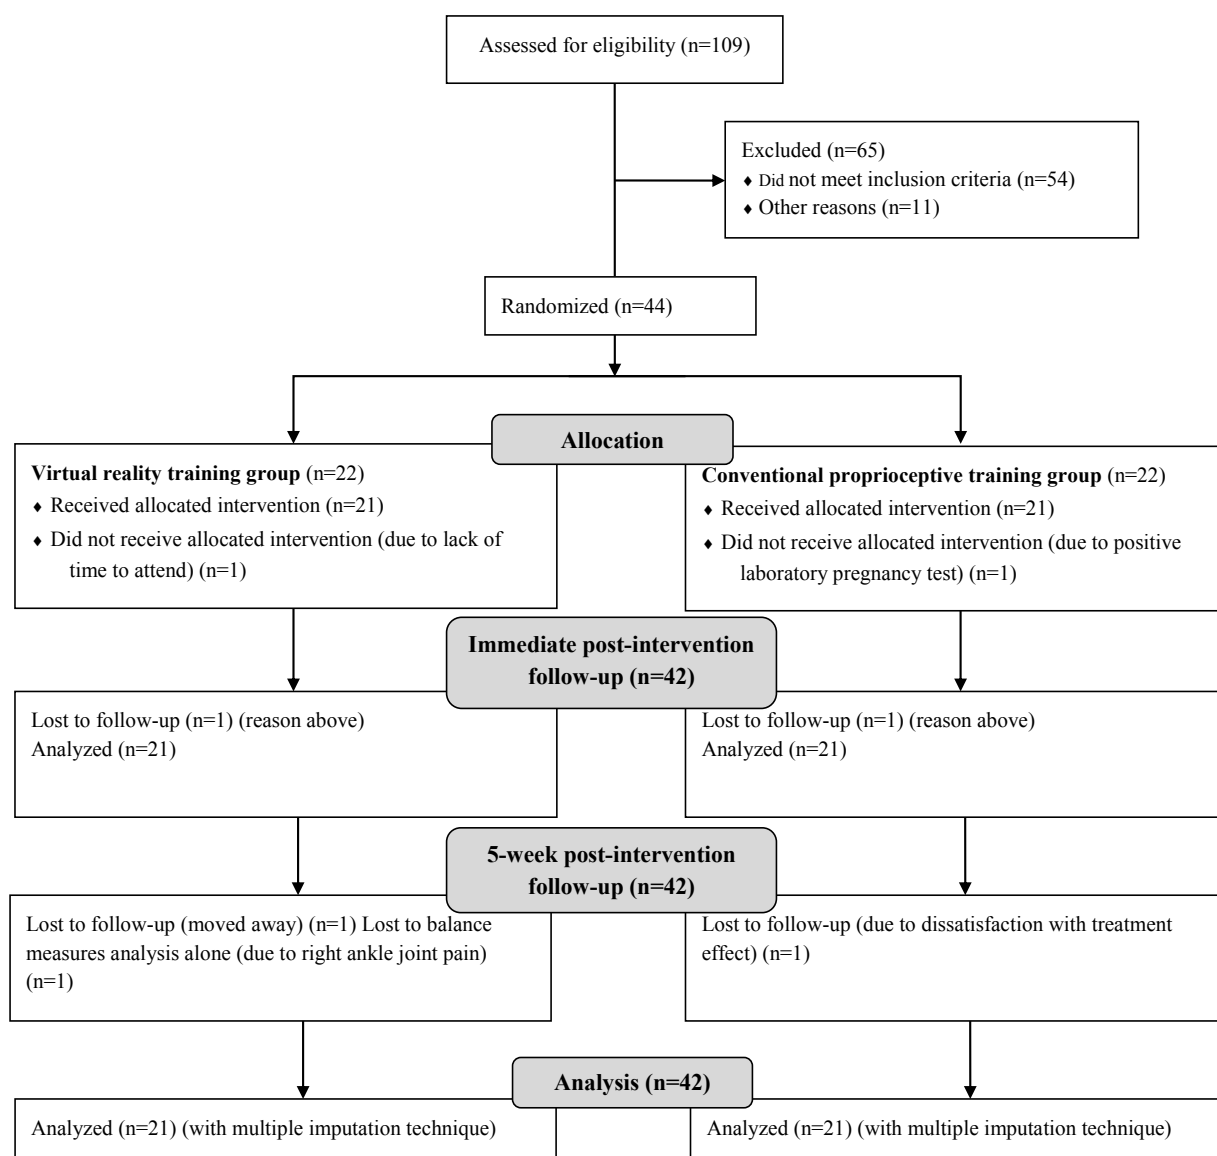 Assessed for eligibility (n=109)
Excluded (n=65)
♦ Did not meet inclusion criteria (n=54)
♦ Other reasons (n=11)
Randomized (n=44)
Allocation
Virtual reality training group (n=22)
♦ Received allocated intervention (n=21)
♦ Did not receive allocated intervention (due to lack of
time to attend) (n=1)
Conventional proprioceptive training group (n=22)
♦ Received allocated intervention (n=21)
♦ Did not receive allocated intervention (due to positive
laboratory pregnancy test) (n=1)
Immediate post-intervention
follow-up (n=42)
Lost to follow-up (n=1) (reason above)
Analyzed (n=21)
Lost to follow-up (n=1) (reason above)
Analyzed (n=21)
5-week post-intervention
follow-up (n=42)
Lost to follow-up (moved away) (n=1) Lost to balance
measures analysis alone (due to right ankle joint pain)
(n=1)
Lost to follow-up (due to dissatisfaction with treatment
effect) (n=1)
Analysis (n=42)
Analyzed (n=21) (with multiple imputation technique)
Analyzed (n=21) (with multiple imputation technique)